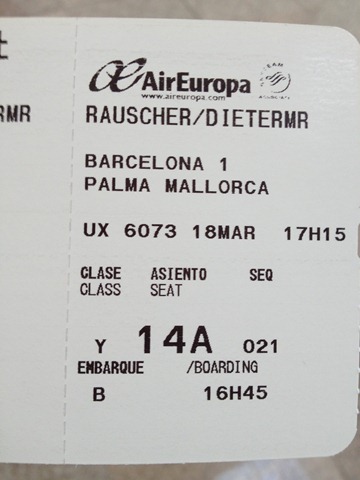 RMR
AirEuropa
www.aireuropa.com
RAUSCHER/DIETERMR
BARCELONA 1
PALMA MALLORCA
UX 6073 18MAR 17H15
CLASE ASIENTO SEQ
CLASS SEAT
Y 14A 021
EMBARQUE /BOARDING
B 16H45